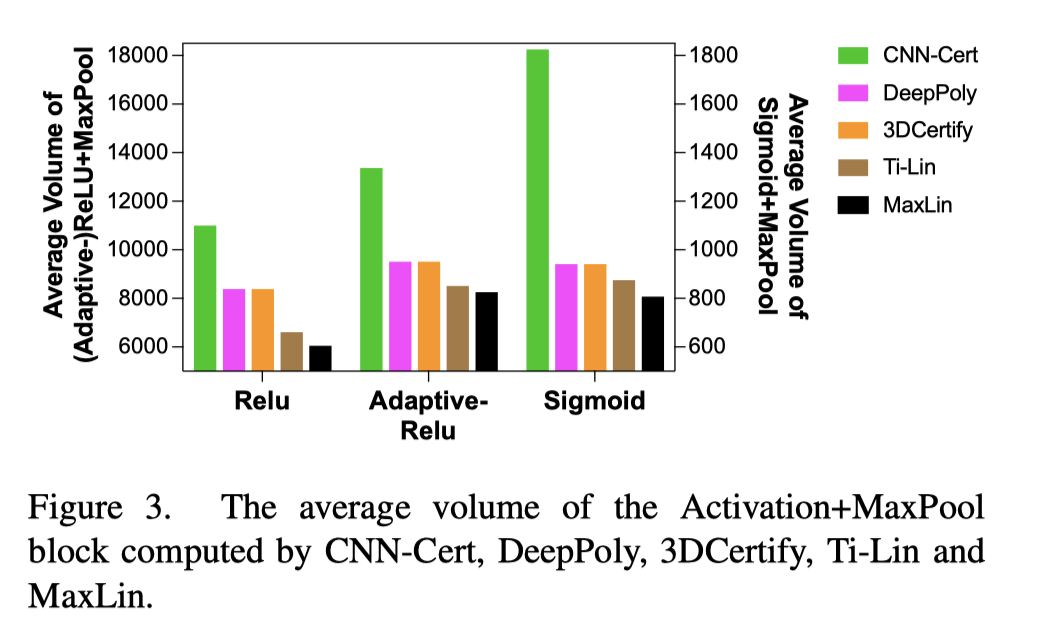 Average Volume of
(Adaptive-)ReLU+MaxPool
18000
16000
14000
12000
10000
8000
6000
1800
1600
1400
1200
1000
800
600
Average Volume of
Sigmoid+MaxPool
CNN-Cert
DeepPoly
3DCertify
Ti-Lin
MaxLin
Relu
Adaptive-
Relu
Sigmoid
Figure 3. The average volume of the Activation+MaxPool
block computed by CNN-Cert, DeepPoly, 3DCertify, Ti-Lin and
MaxLin.